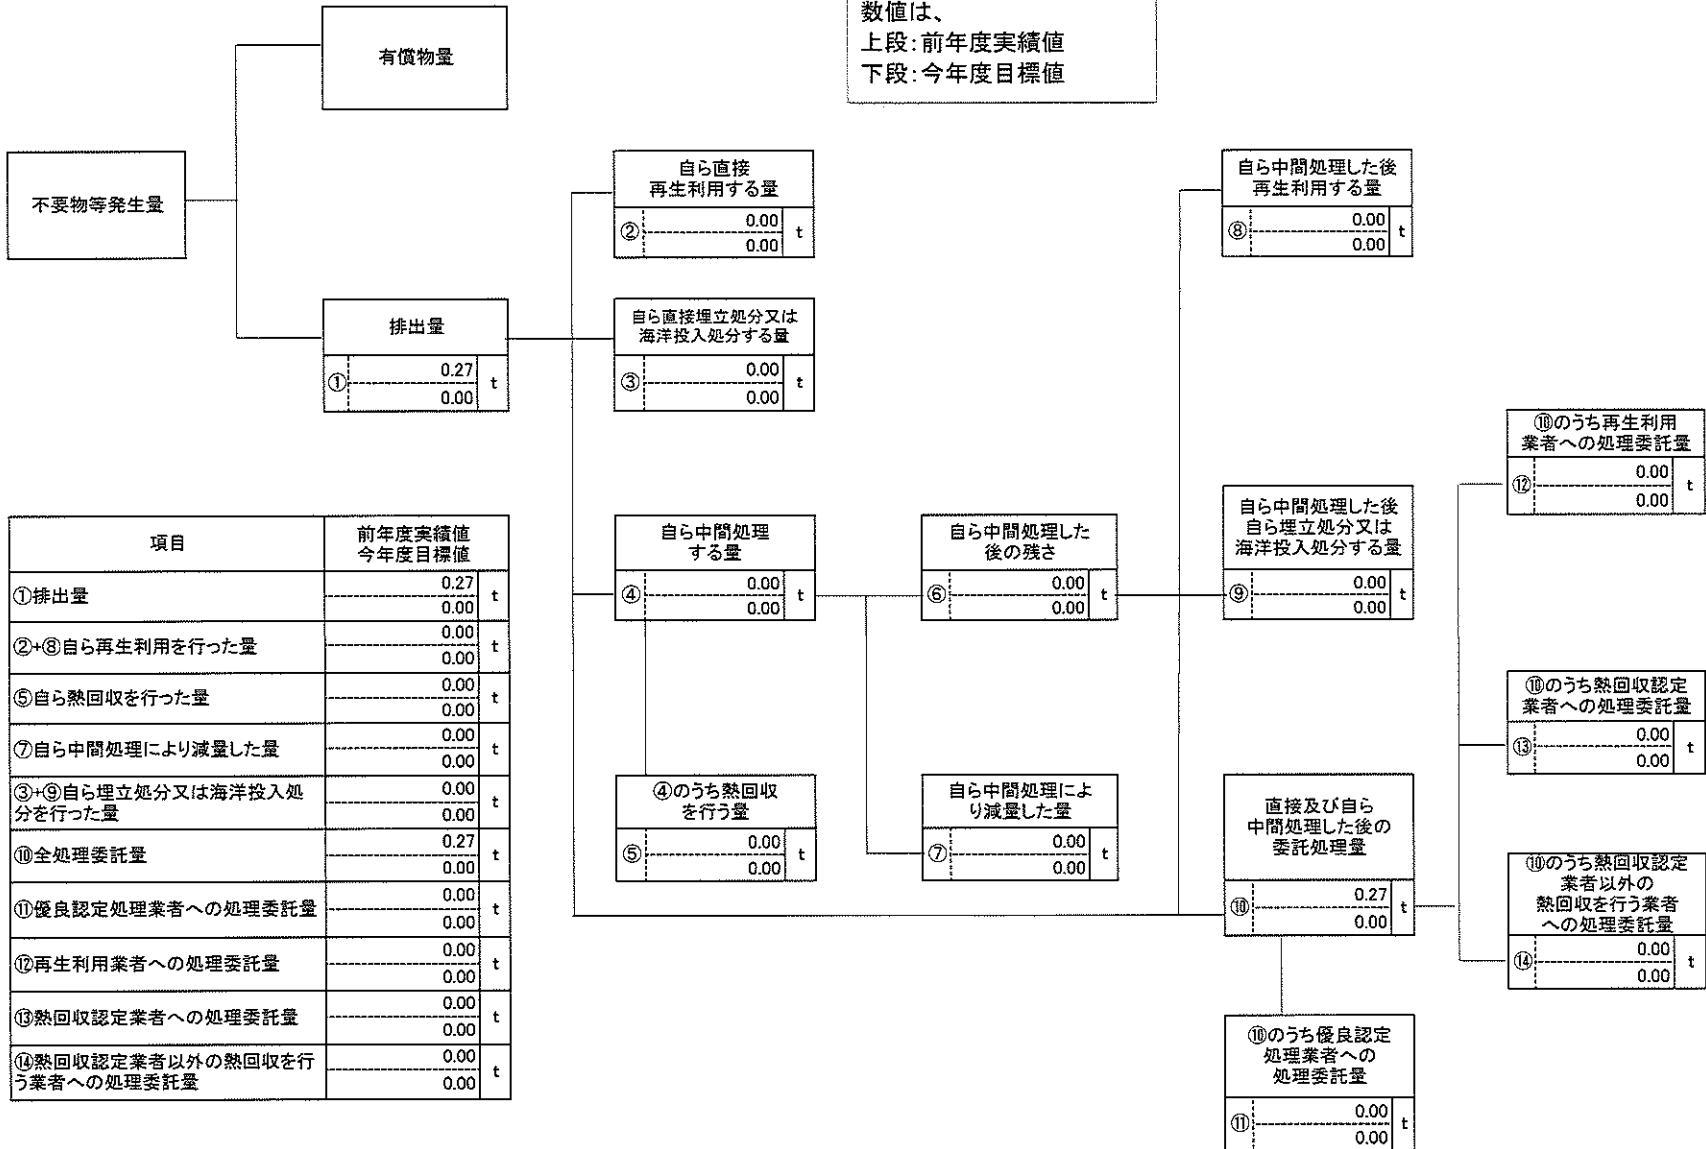 数値は、
上段：前年度実績値
下段：今年度目標値
有償物量
不要物等発生量
排出量
① 0.27 t
0.00
自ら直接
再生利用する量
② 0.00 t
0.00
自ら直接埋立処分又は
海洋投入処分する量
③ 0.00 t
0.00
自ら中間処理
する量
④ 0.00 t
0.00
④のうち熱回収
を行う量
⑤ 0.00 t
0.00
自ら中間処理した
後の残さ
⑥ 0.00 t
0.00
自ら中間処理によ
り減量した量
⑦ 0.00 t
0.00
自ら中間処理した後
再生利用する量
⑧ 0.00 t
0.00
自ら中間処理した後
自ら埋立処分又は
海洋投入処分する量
⑨ 0.00 t
0.00
直接及び自ら
中間処理した後の
委託処理量
⑩ 0.27 t
0.00
⑩のうち優良認定
処理業者への
処理委託量
⑪ 0.00 t
0.00
⑩のうち再生利用
業者への処理委託量
⑫ 0.00 t
0.00
⑩のうち熱回収認定
業者への処理委託量
⑬ 0.00 t
0.00
⑩のうち熱回収認定
業者以外の
熱回収を行う業者
への処理委託量
⑭ 0.00 t
0.00
項目 前年度実績値
今年度目標値
①排出量 0.27 t
0.00
②+⑧自ら再生利用を行った量 0.00 t
0.00
⑤自ら熱回収を行った量 0.00 t
0.00
⑦自ら中間処理により減量した量 0.00 t
0.00
③+⑨自ら埋立処分又は海洋投入処 0.00 t
分を行った量 0.00
⑩全処理委託量 0.27 t
0.00
⑪優良認定処理業者への処理委託量 0.00 t
0.00
⑫再生利用業者への処理委託量 0.00 t
0.00
⑬熱回収認定業者への処理委託量 0.00 t
0.00
⑭熱回収認定業者以外の熱回収を行 0.00 t
う業者への処理委託量 0.00